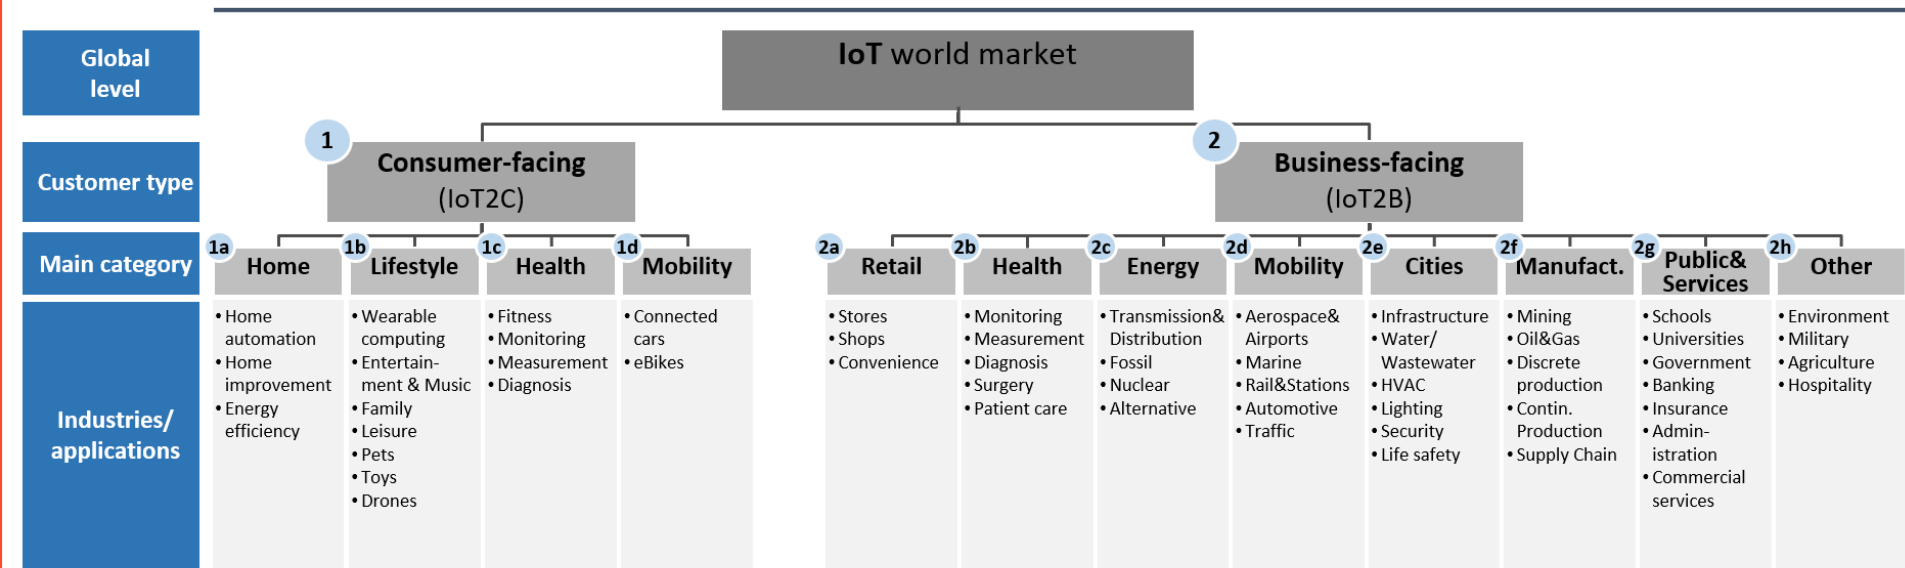 Global
level
IoT world market
Customer type
1
Consumer-facing
(IoT2C)
2
Business-facing
(IoT2B)
Main category
1a
Home
1b
Lifestyle
1c
Health
1d
Mobility
2a
Retail
2b
Health
2c
Energy
2d
Mobility
2e
Cities
2f
Manufact.
2g
Public&
Services
2h
Other
Industries/
applications
• Home
automation
• Home
improvement
• Energy
efficiency
• Wearable
computing
• Entertain-
ment & Music
• Family
• Leisure
• Pets
• Toys
• Drones
• Fitness
• Monitoring
• Measurement
• Diagnosis
• Connected
cars
• eBikes
• Stores
• Shops
• Convenience
• Monitoring
• Measurement
• Diagnosis
• Surgery
• Patient care
• Transmission&
Distribution
• Fossil
• Nuclear
• Alternative
• Aerospace&
Airports
• Marine
• Rail&Stations
• Automotive
• Traffic
• Infrastructure
• Water/
Wastewater
• HVAC
• Lighting
• Security
• Life safety
• Mining
• Oil&Gas
• Discrete
production
• Contin.
Production
• Supply Chain
• Schools
• Universities
• Government
• Banking
• Insurance
• Admin-
istration
• Commercial
services
• Environment
• Military
• Agriculture
• Hospitality